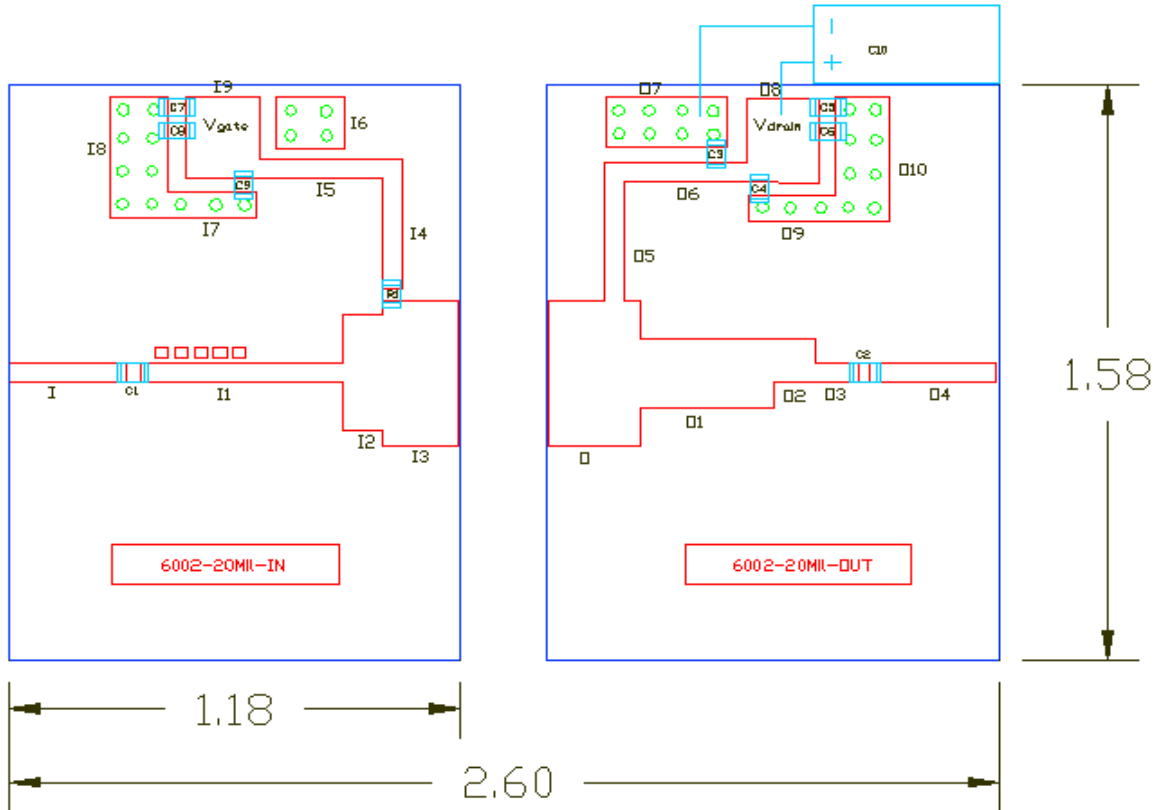 C10
I9
C7
Vgate
C8
I6
I8
C9
I5
I7
I4
I
C1
I1
I2
I3
6002-20Mil-IN
O7
O8
Vdrain
C5
C6
C3
O10
O6
C4
O9
O5
C2
O1
O2
O3
O4
O
6002-20Mil-OUT
1.58
1.18
2.60